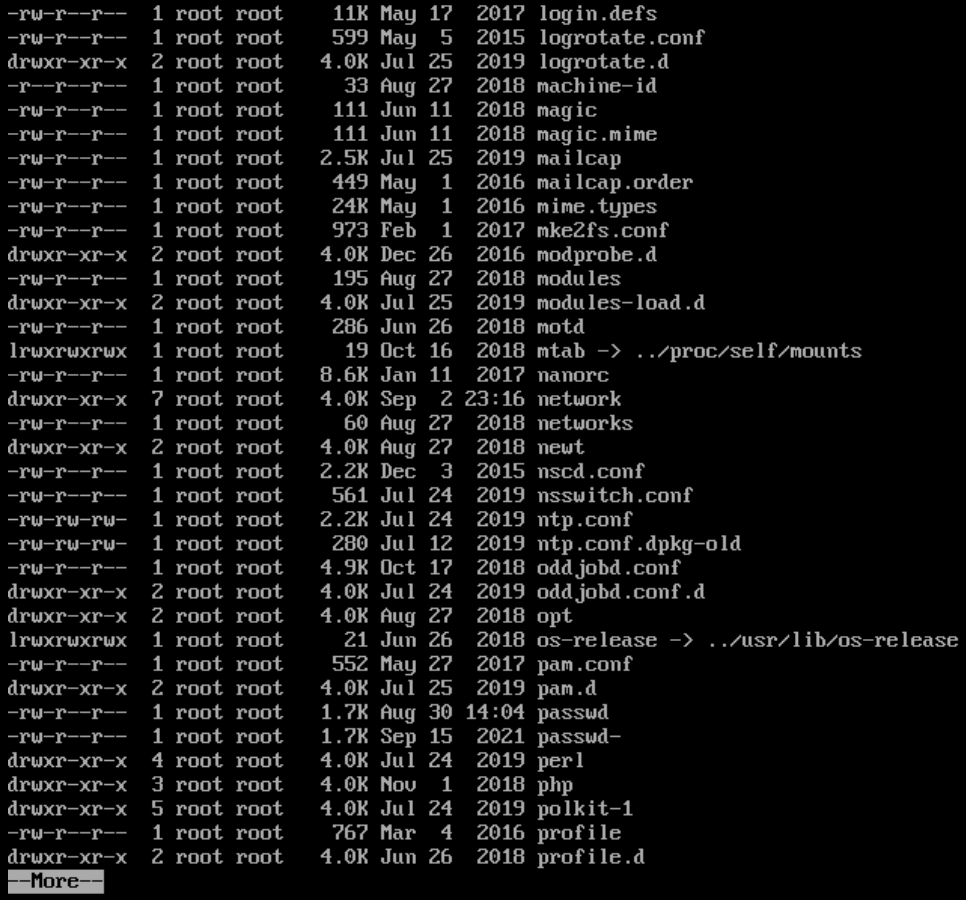 -rw-r--r--  1 root root    11K May 17  2017 login.defs
-rw-r--r--  1 root root    599 May  5  2015 logrotate.conf
drwxr-xr-x  2 root root   4.0K Jul 25  2019 logrotate.d
-r--r--r--  1 root root     33 Aug 27  2018 machine-id
-rw-r--r--  1 root root    111 Jun 11  2018 magic
-rw-r--r--  1 root root    111 Jun 11  2018 magic.mime
-rw-r--r--  1 root root   2.5K Jul 25  2019 mailcap
-rw-r--r--  1 root root    449 May  1  2016 mailcap.order
-rw-r--r--  1 root root    24K May  1  2016 mime.types
-rw-r--r--  1 root root    973 Feb  1  2017 mke2fs.conf
drwxr-xr-x  2 root root   4.0K Dec 26  2016 modprobe.d
-rw-r--r--  1 root root    195 Aug 27  2018 modules
drwxr-xr-x  2 root root   4.0K Jul 25  2019 modules-load.d
-rw-r--r--  1 root root    286 Jun 26  2018 motd
lrwxrwxrwx  1 root root     19 Oct 16  2018 mtab -> ../proc/self/mounts
-rw-r--r--  1 root root   8.6K Jan 11  2017 nanorc
drwxr-xr-x  7 root root   4.0K Sep  2 23:16 network
-rw-r--r--  1 root root     60 Aug 27  2018 networks
drwxr-xr-x  2 root root   4.0K Aug 27  2018 newt
-rw-r--r--  1 root root   2.2K Dec  3  2015 nscd.conf
-rw-r--r--  1 root root    561 Jul 24  2019 nsswitch.conf
-rw-rw-rw-  1 root root   2.2K Jul 24  2019 ntp.conf
-rw-rw-rw-  1 root root    280 Jul 12  2019 ntp.conf.dpkg-old
-rw-r--r--  1 root root   4.9K Oct 17  2018 oddjobd.conf
drwxr-xr-x  2 root root   4.0K Jul 24  2019 oddjobd.conf.d
drwxr-xr-x  2 root root   4.0K Aug 27  2018 opt
lrwxrwxrwx  1 root root     21 Jun 26  2018 os-release -> ../usr/lib/os-release
-rw-r--r--  1 root root    552 May 27  2017 pam.conf
drwxr-xr-x  2 root root   4.0K Jul 25  2019 pam.d
-rw-r--r--  1 root root   1.7K Aug 30 14:04 passwd
-rw-r--r--  1 root root   1.7K Sep 15  2021 passwd-
drwxr-xr-x  4 root root   4.0K Jul 24  2019 perl
drwxr-xr-x  3 root root   4.0K Nov  1  2018 php
drwxr-xr-x  5 root root   4.0K Jul 24  2019 polkit-1
-rw-r--r--  1 root root    767 Mar  4  2016 profile
drwxr-xr-x  2 root root   4.0K Jun 26  2018 profile.d
--More--